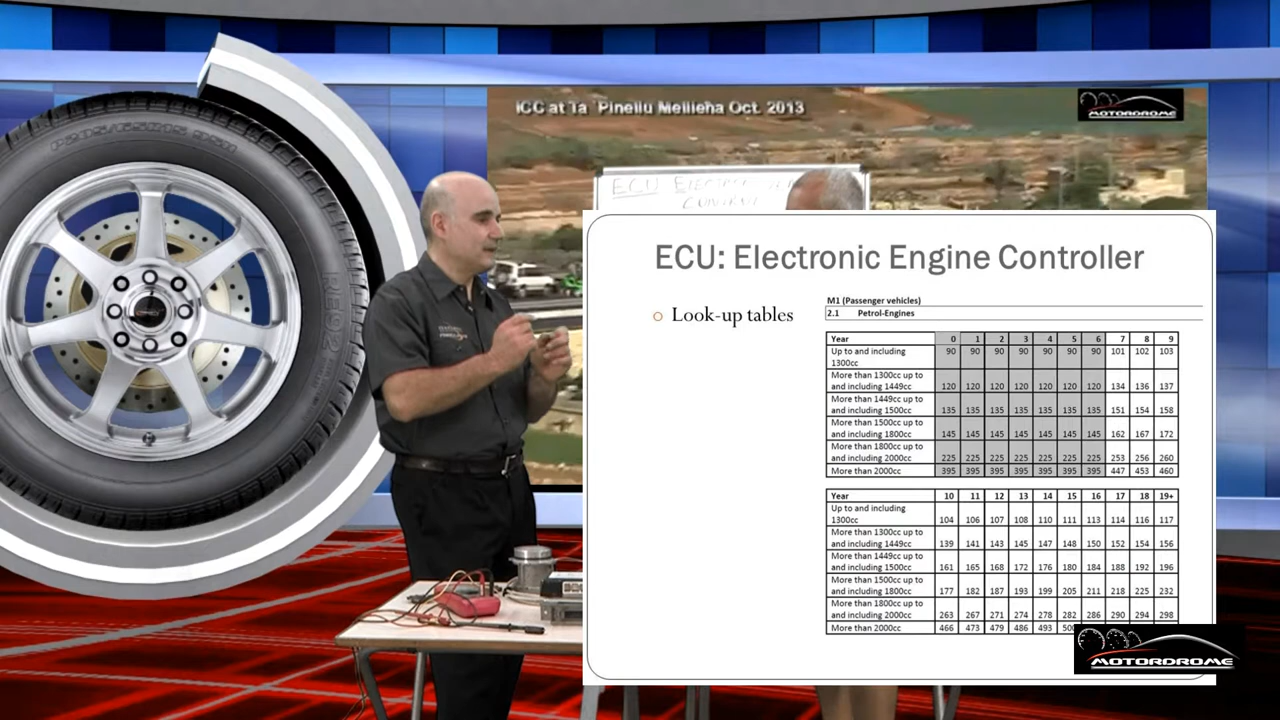 P205/65R15 95H
RE92
ICC at Ta `Pinellu Mellieha Oct. 2013
MOTORDROME
ECU ELECTRONIC
CONTROL
ECU: Electronic Engine Controller
Look-up tables
M1 (Passenger vehicles)
2.1 Petrol-Engines
Year 0 1 2 3 4 5 6 7 8 9
Up to and including
1300cc 90 90 90 90 90 90 90 101 102 103
More than 1300cc up to
and including 1449cc 120 120 120 120 120 120 120 134 136 137
More than 1449cc up to
and including 1500cc 135 135 135 135 135 135 135 151 154 158
More than 1500cc up to
and including 1800cc 145 145 145 145 145 145 145 162 167 172
More than 1800cc up to
and including 2000cc 225 225 225 225 225 225 225 253 256 260
More than 2000cc 395 395 395 395 395 395 395 447 453 460
Year 10 11 12 13 14 15 16 17 18 19+
Up to and including
1300cc 104 106 107 108 110 111 113 114 116 117
More than 1300cc up to
and including 1449cc 139 141 143 145 147 148 150 152 154 156
More than 1449cc up to
and including 1500cc 161 165 168 172 176 180 184 188 192 196
More than 1500cc up to
and including 1800cc 177 182 187 193 199 205 211 218 225 232
More than 1800cc up to
and including 2000cc 263 267 271 274 278 282 286 290 294 298
More than 2000cc 466 473 479 486 493
MOTORDROME